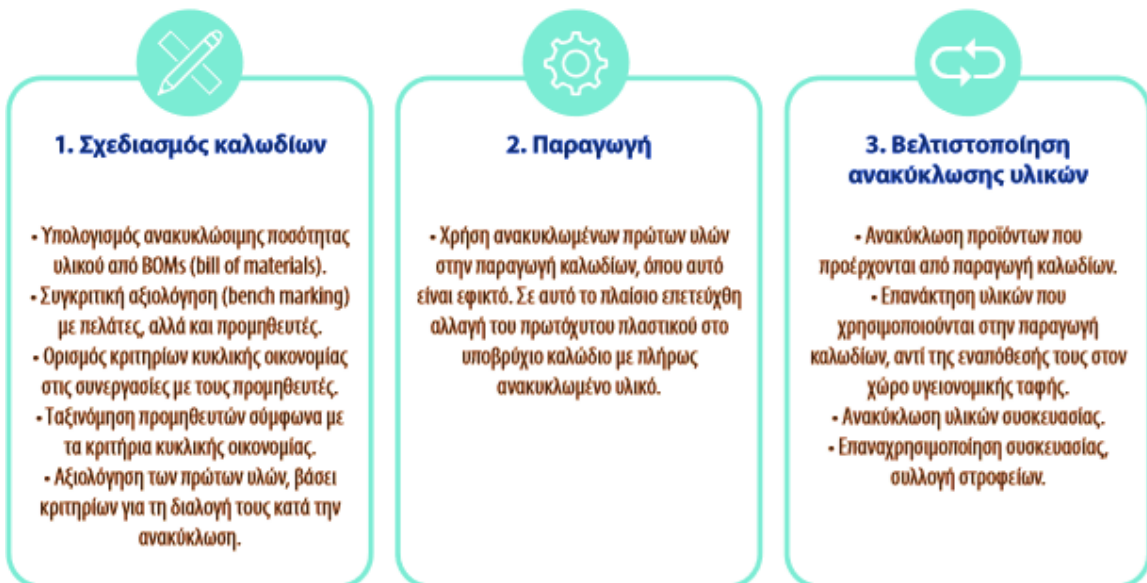 1. Σχεδιασμός καλωδίων
• Υπολογισμός ανακυκλώσιμης ποσότητας
υλικού από BOMs (bill of materials).
• Συγκριτική αξιολόγηση (bench marking)
με πελάτες, αλλά και προμηθευτές.
• Ορισμός κριτηρίων κυκλικής οικονομίας
στις συνεργασίες με τους προμηθευτές.
• Ταξινόμηση προμηθευτών σύμφωνα με
τα κριτήρια κυκλικής οικονομίας.
• Αξιολόγηση των πρώτων υλών, βάσει
κριτηρίων για τη διαλογή τους κατά την
ανακύκλωση.
2. Παραγωγή
• Χρήση ανακυκλωμένων πρώτων υλών
στην παραγωγή καλωδίων, όπου αυτό
είναι εφικτό. Σε αυτό το πλαίσιο επετεύχθη
αλλαγή του πρωτόχυτου πλαστικού στο
υποβρύχιο καλώδιο με πλήρως
ανακυκλωμένο υλικό.
3. Βελτιστοποίηση
ανακύκλωσης υλικών
• Ανακύκλωση προϊόντων που
προέρχονται από παραγωγή καλωδίων.
• Επανάκτηση υλικών που
χρησιμοποιούνται στην παραγωγή
καλωδίων, αντί της εναπόθεσής τους στον
χώρο υγειονομικής ταφής.
• Ανακύκλωση υλικών συσκευασίας.
• Επαναχρησιμοποίηση συσκευασίας,
συλλογή στροφείων.